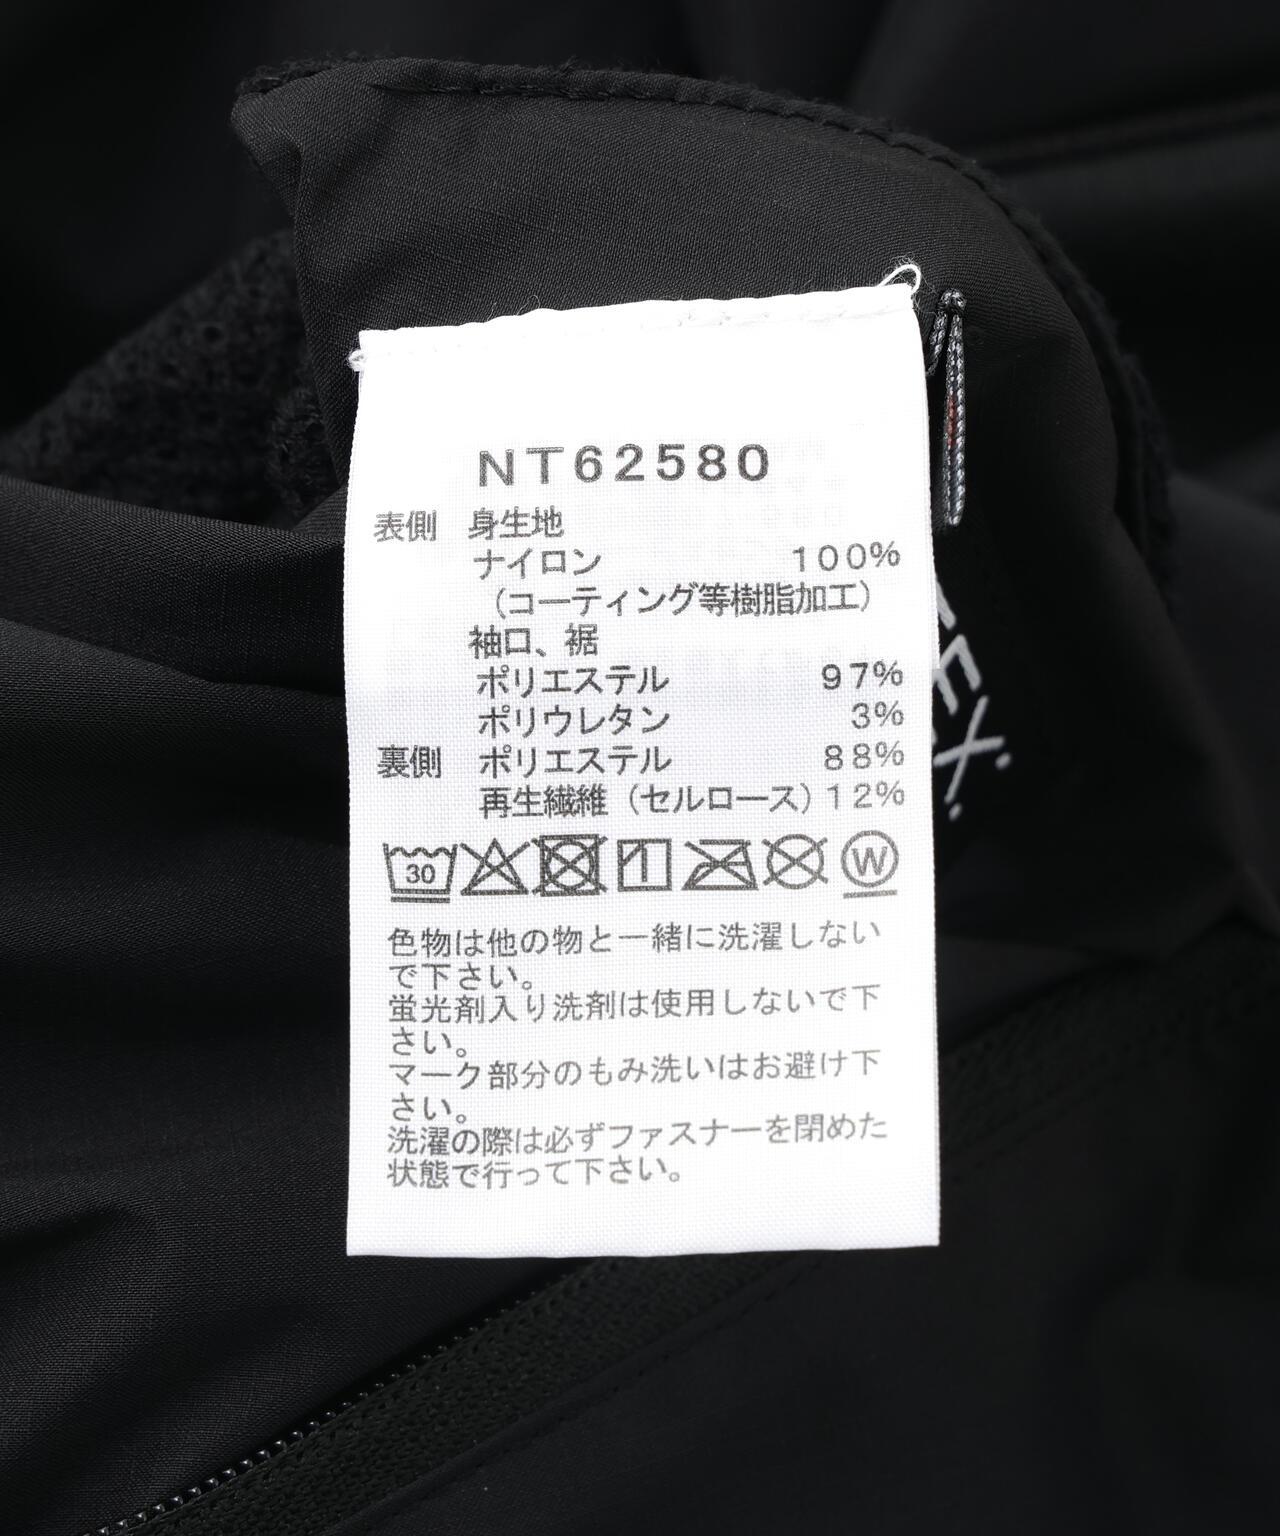 NT62580
表側 身生地
ナイロン 100%
(コーティング等樹脂加工)
袖口、裾
ポリエステル 97%
ポリウレタン 3%
裏側 ポリエステル 88%
再生繊維(セルロース)12%
30 W
色物は他の物と一緒に洗濯しない
で下さい。
蛍光剤入り洗剤は使用しないで下
さい。
マーク部分のもみ洗いはお避け下
さい。
洗濯の際は必ずファスナーを閉めた
状態で行って下さい。
TEX.